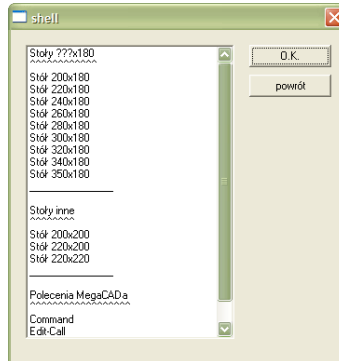 shell
Stoły ???x180
^^^^^^^^^^^^^
Stół 200x180
Stół 220x180
Stół 240x180
Stół 260x180
Stół 280x180
Stół 300x180
Stół 320x180
Stół 340x180
Stół 350x180
Stoły inne
^^^^^^^^
Stół 200x200
Stół 220x200
Stół 220x220
Polecenia MegaCADa
^^^^^^^^^^^^^^^^^^
Command
Edit-Call
O.K.
powrót